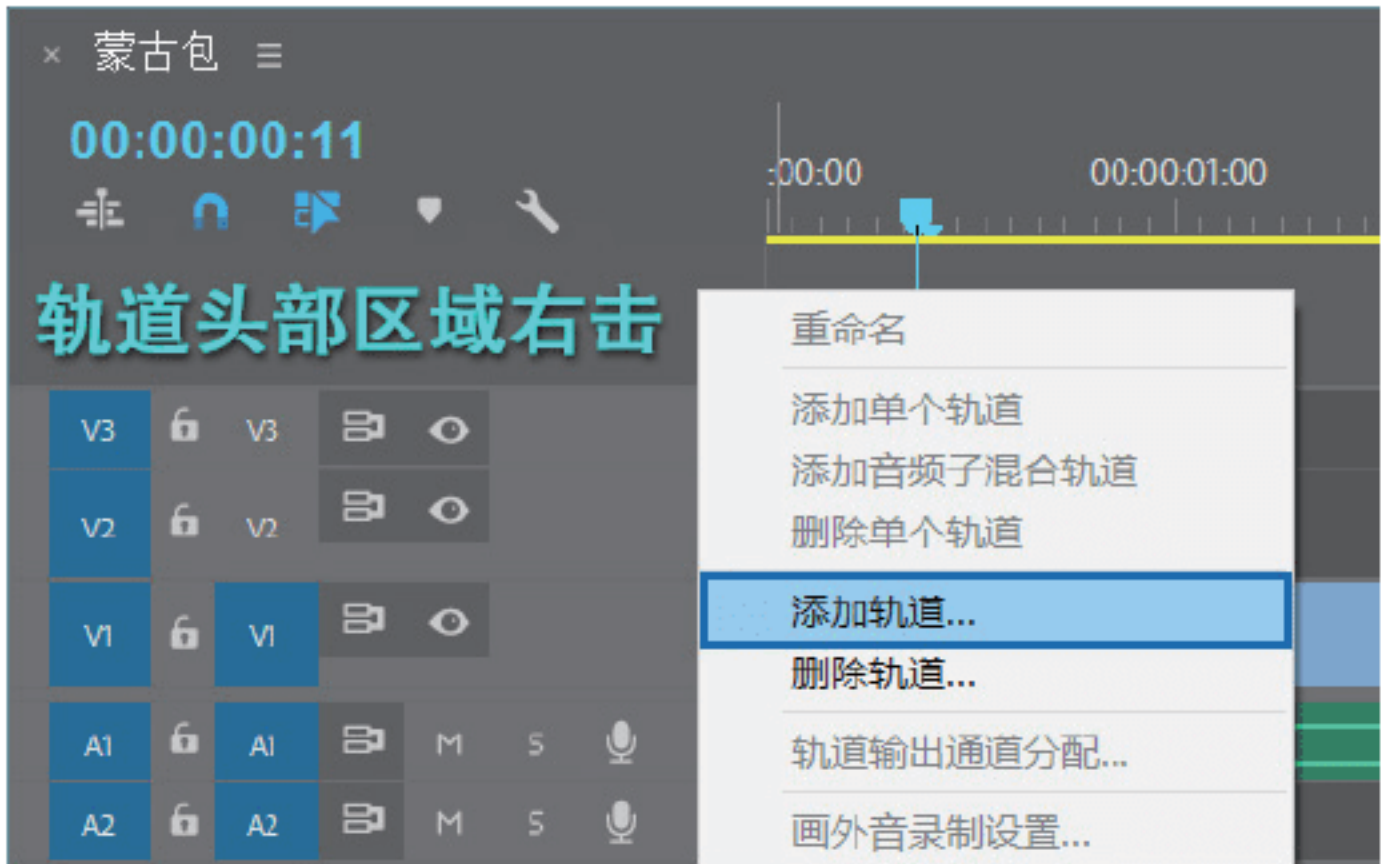 × 蒙古包 ≡
00:00:00:11
:00:00 00:00:01:00
轨道头部区域右击
重命名
添加单个轨道
添加音频子混合轨道
删除单个轨道
添加轨道...
删除轨道...
轨道输出通道分配...
画外音录制设置...
V3 V3
V2 V2
V1 V1
A1 A1 M S
A2 A2 M S